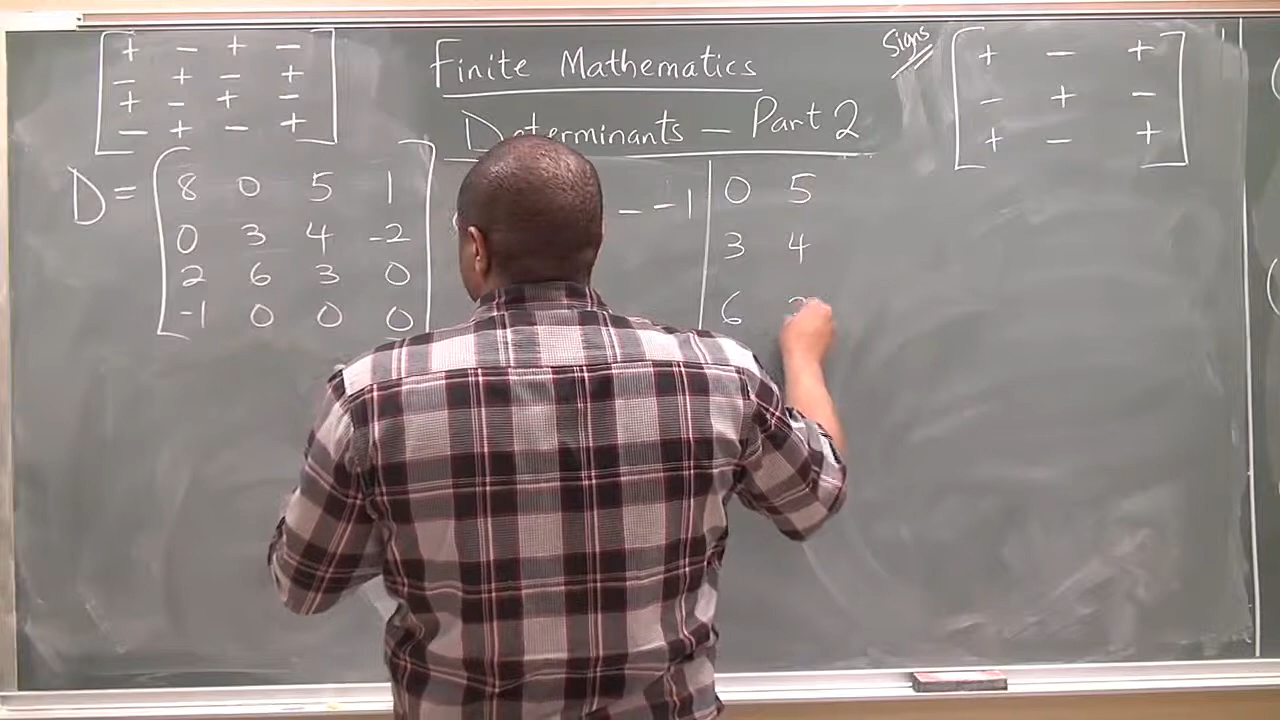 + − + −
− + − +
+ − + −
− + − +
Finite Mathematics
Determinants − Part 2
Signs
+ − +
− + −
+ − +
D =
8 0 5 1
0 3 4 -2
2 6 3 0
-1 0 0 0
− -1
0 5
3 4
6